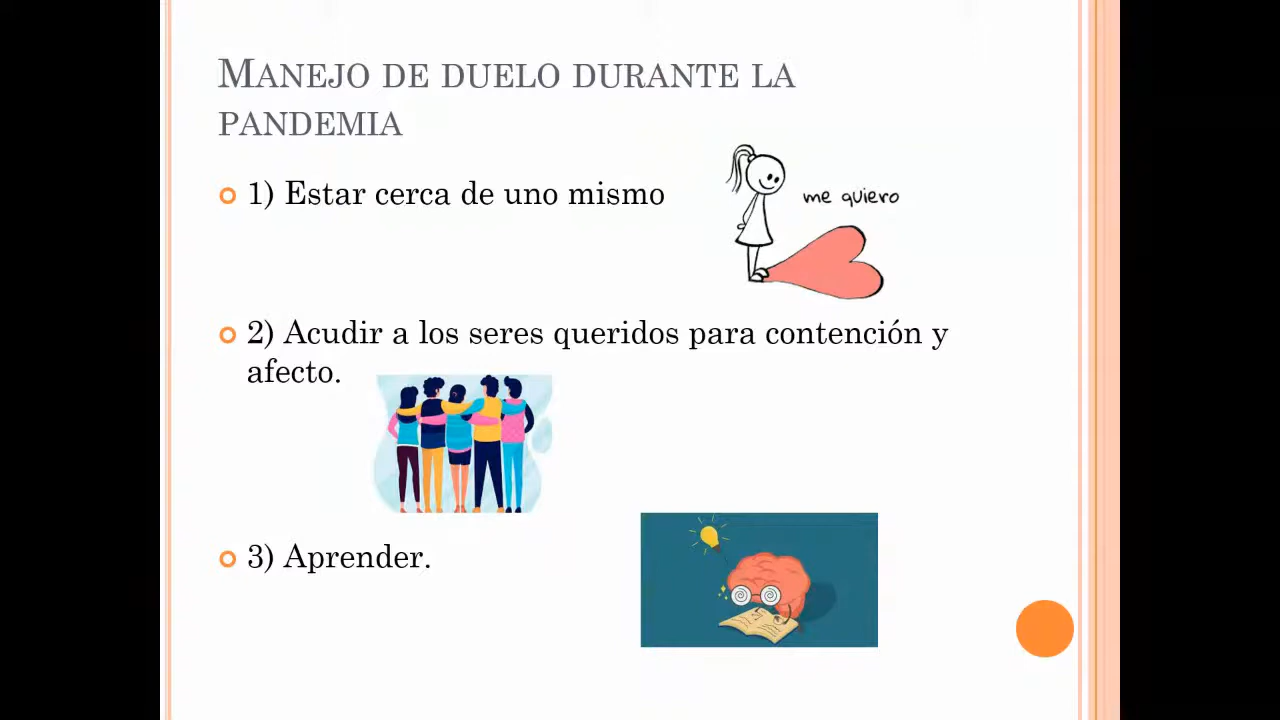 MANEJO DE DUELO DURANTE LA
PANDEMIA
1) Estar cerca de uno mismo
me quiero
2) Acudir a los seres queridos para contención y
afecto.
3) Aprender.